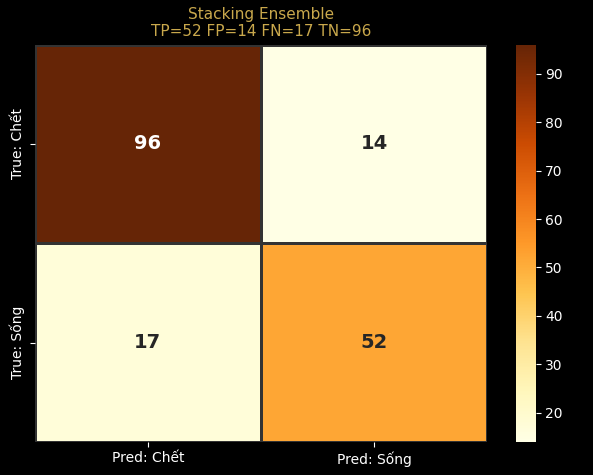 Stacking Ensemble
TP=52 FP=14 FN=17 TN=96
True: Chết
96
14
90
80
70
60
50
40
30
20
True: Sống
17
52
Pred: Chết
Pred: Sống